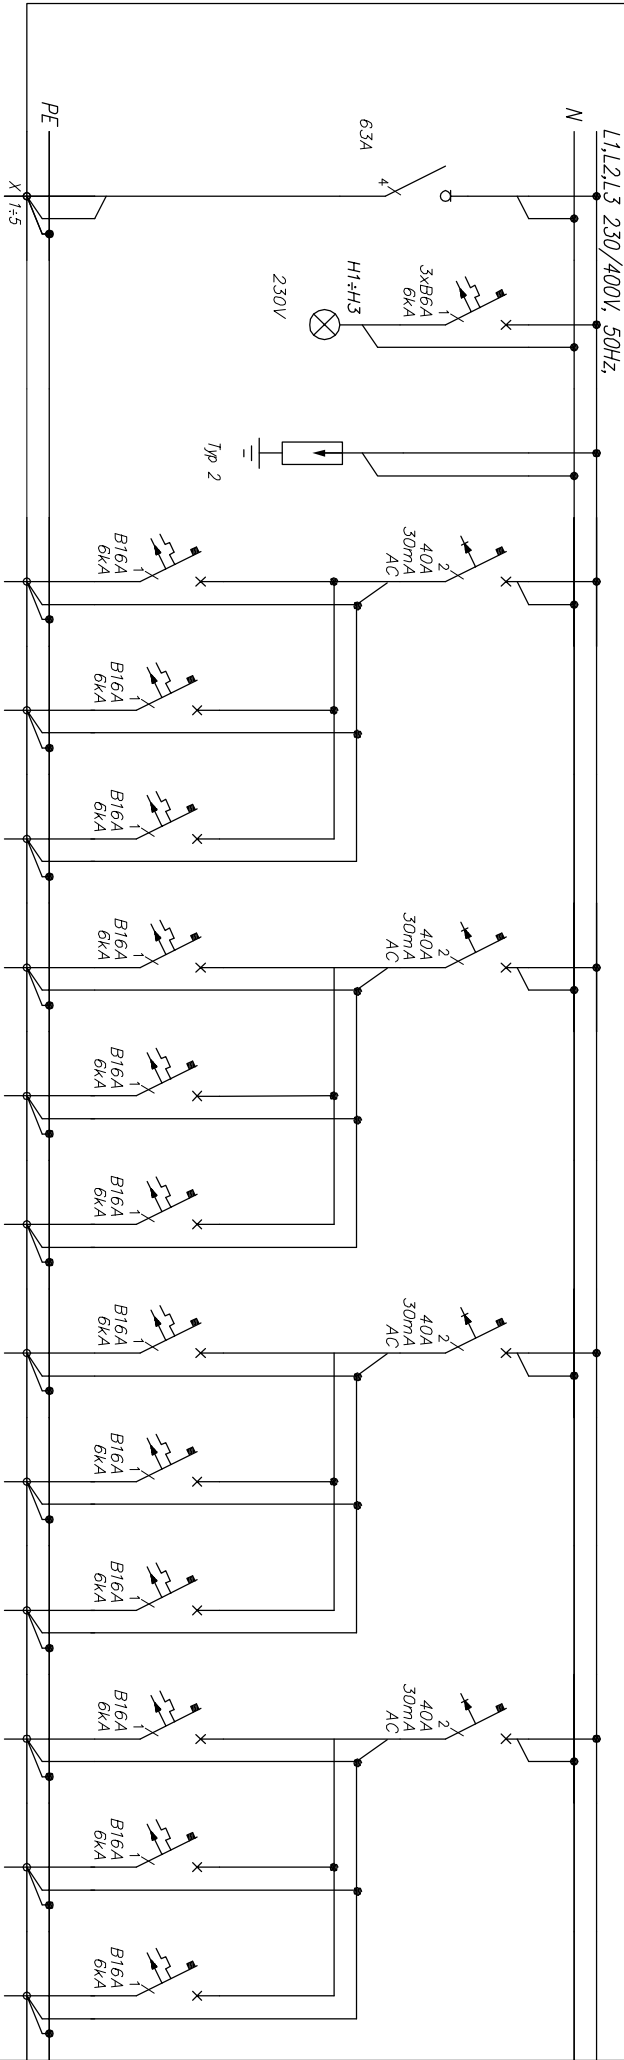 L1,L2,L3 230/400V, 50Hz,
N
PE
63A
4
X 1÷5
3xB6A
6kA
1
H1÷H3
230V
Typ 2
40A
30mA
AC
2
B16A
6kA
1
B16A
6kA
1
B16A
6kA
1
40A
30mA
AC
2
B16A
6kA
1
B16A
6kA
1
B16A
6kA
1
40A
30mA
AC
2
B16A
6kA
1
B16A
6kA
1
B16A
6kA
1
40A
30mA
AC
2
B16A
6kA
1
B16A
6kA
1
B16A
6kA
1